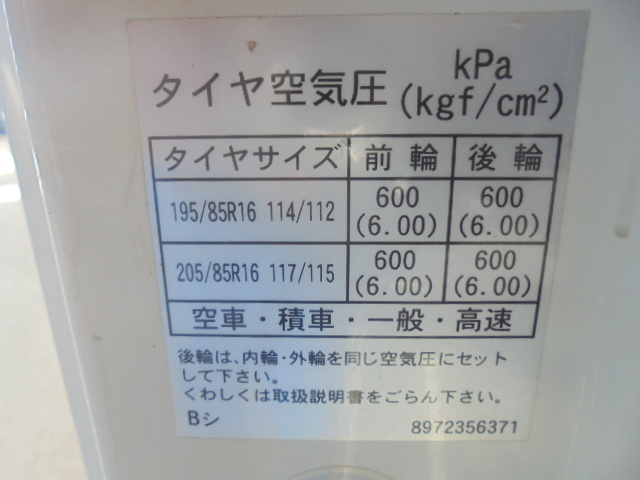 タイヤ空気圧 kPa
(kgf/cm²)
タイヤサイズ 前輪 後輪
195/85R16 114/112 600 (6.00) 600 (6.00)
205/85R16 117/115 600 (6.00) 600 (6.00)
空車・積車・一般・高速
後輪は、内輪・外輪を同じ空気圧にセット
して下さい。
くわしくは取扱説明書をごらん下さい。
Bシ 8972356371